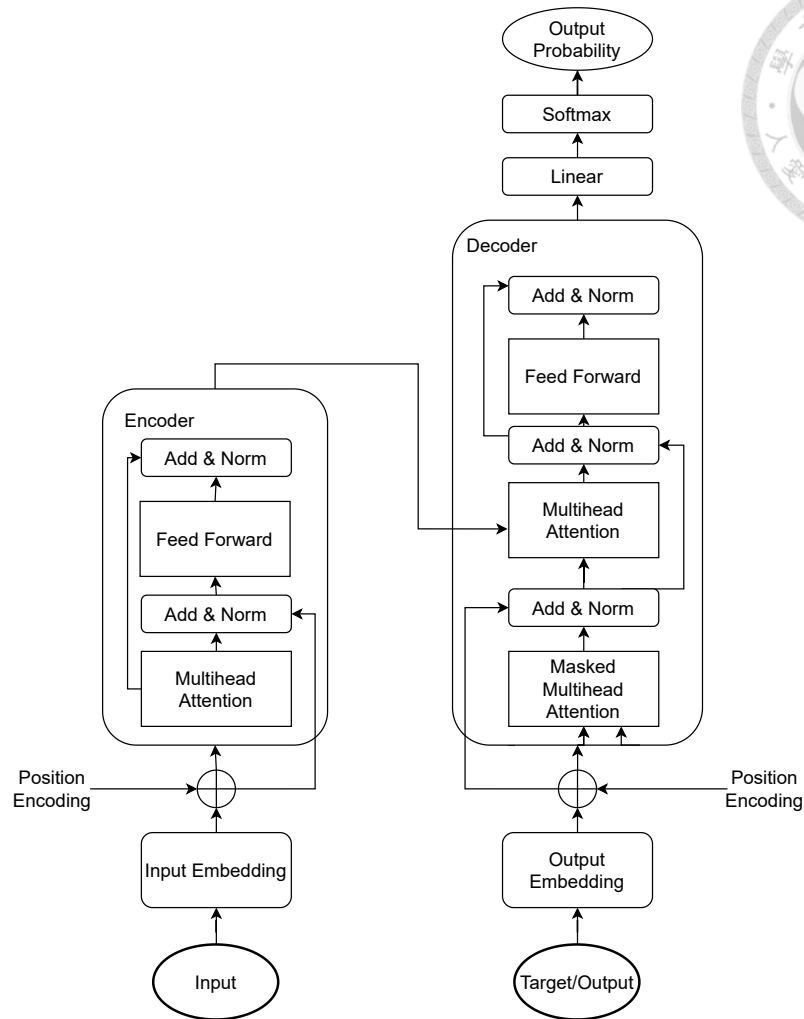 Output
Probability
Softmax
Linear
Decoder
Add & Norm
Feed Forward
Add & Norm
Multihead
Attention
Add & Norm
Masked
Multihead
Attention
Encoder
Add & Norm
Feed Forward
Add & Norm
Multihead
Attention
Position
Encoding
Position
Encoding
Input Embedding
Output
Embedding
Input
Target/Output